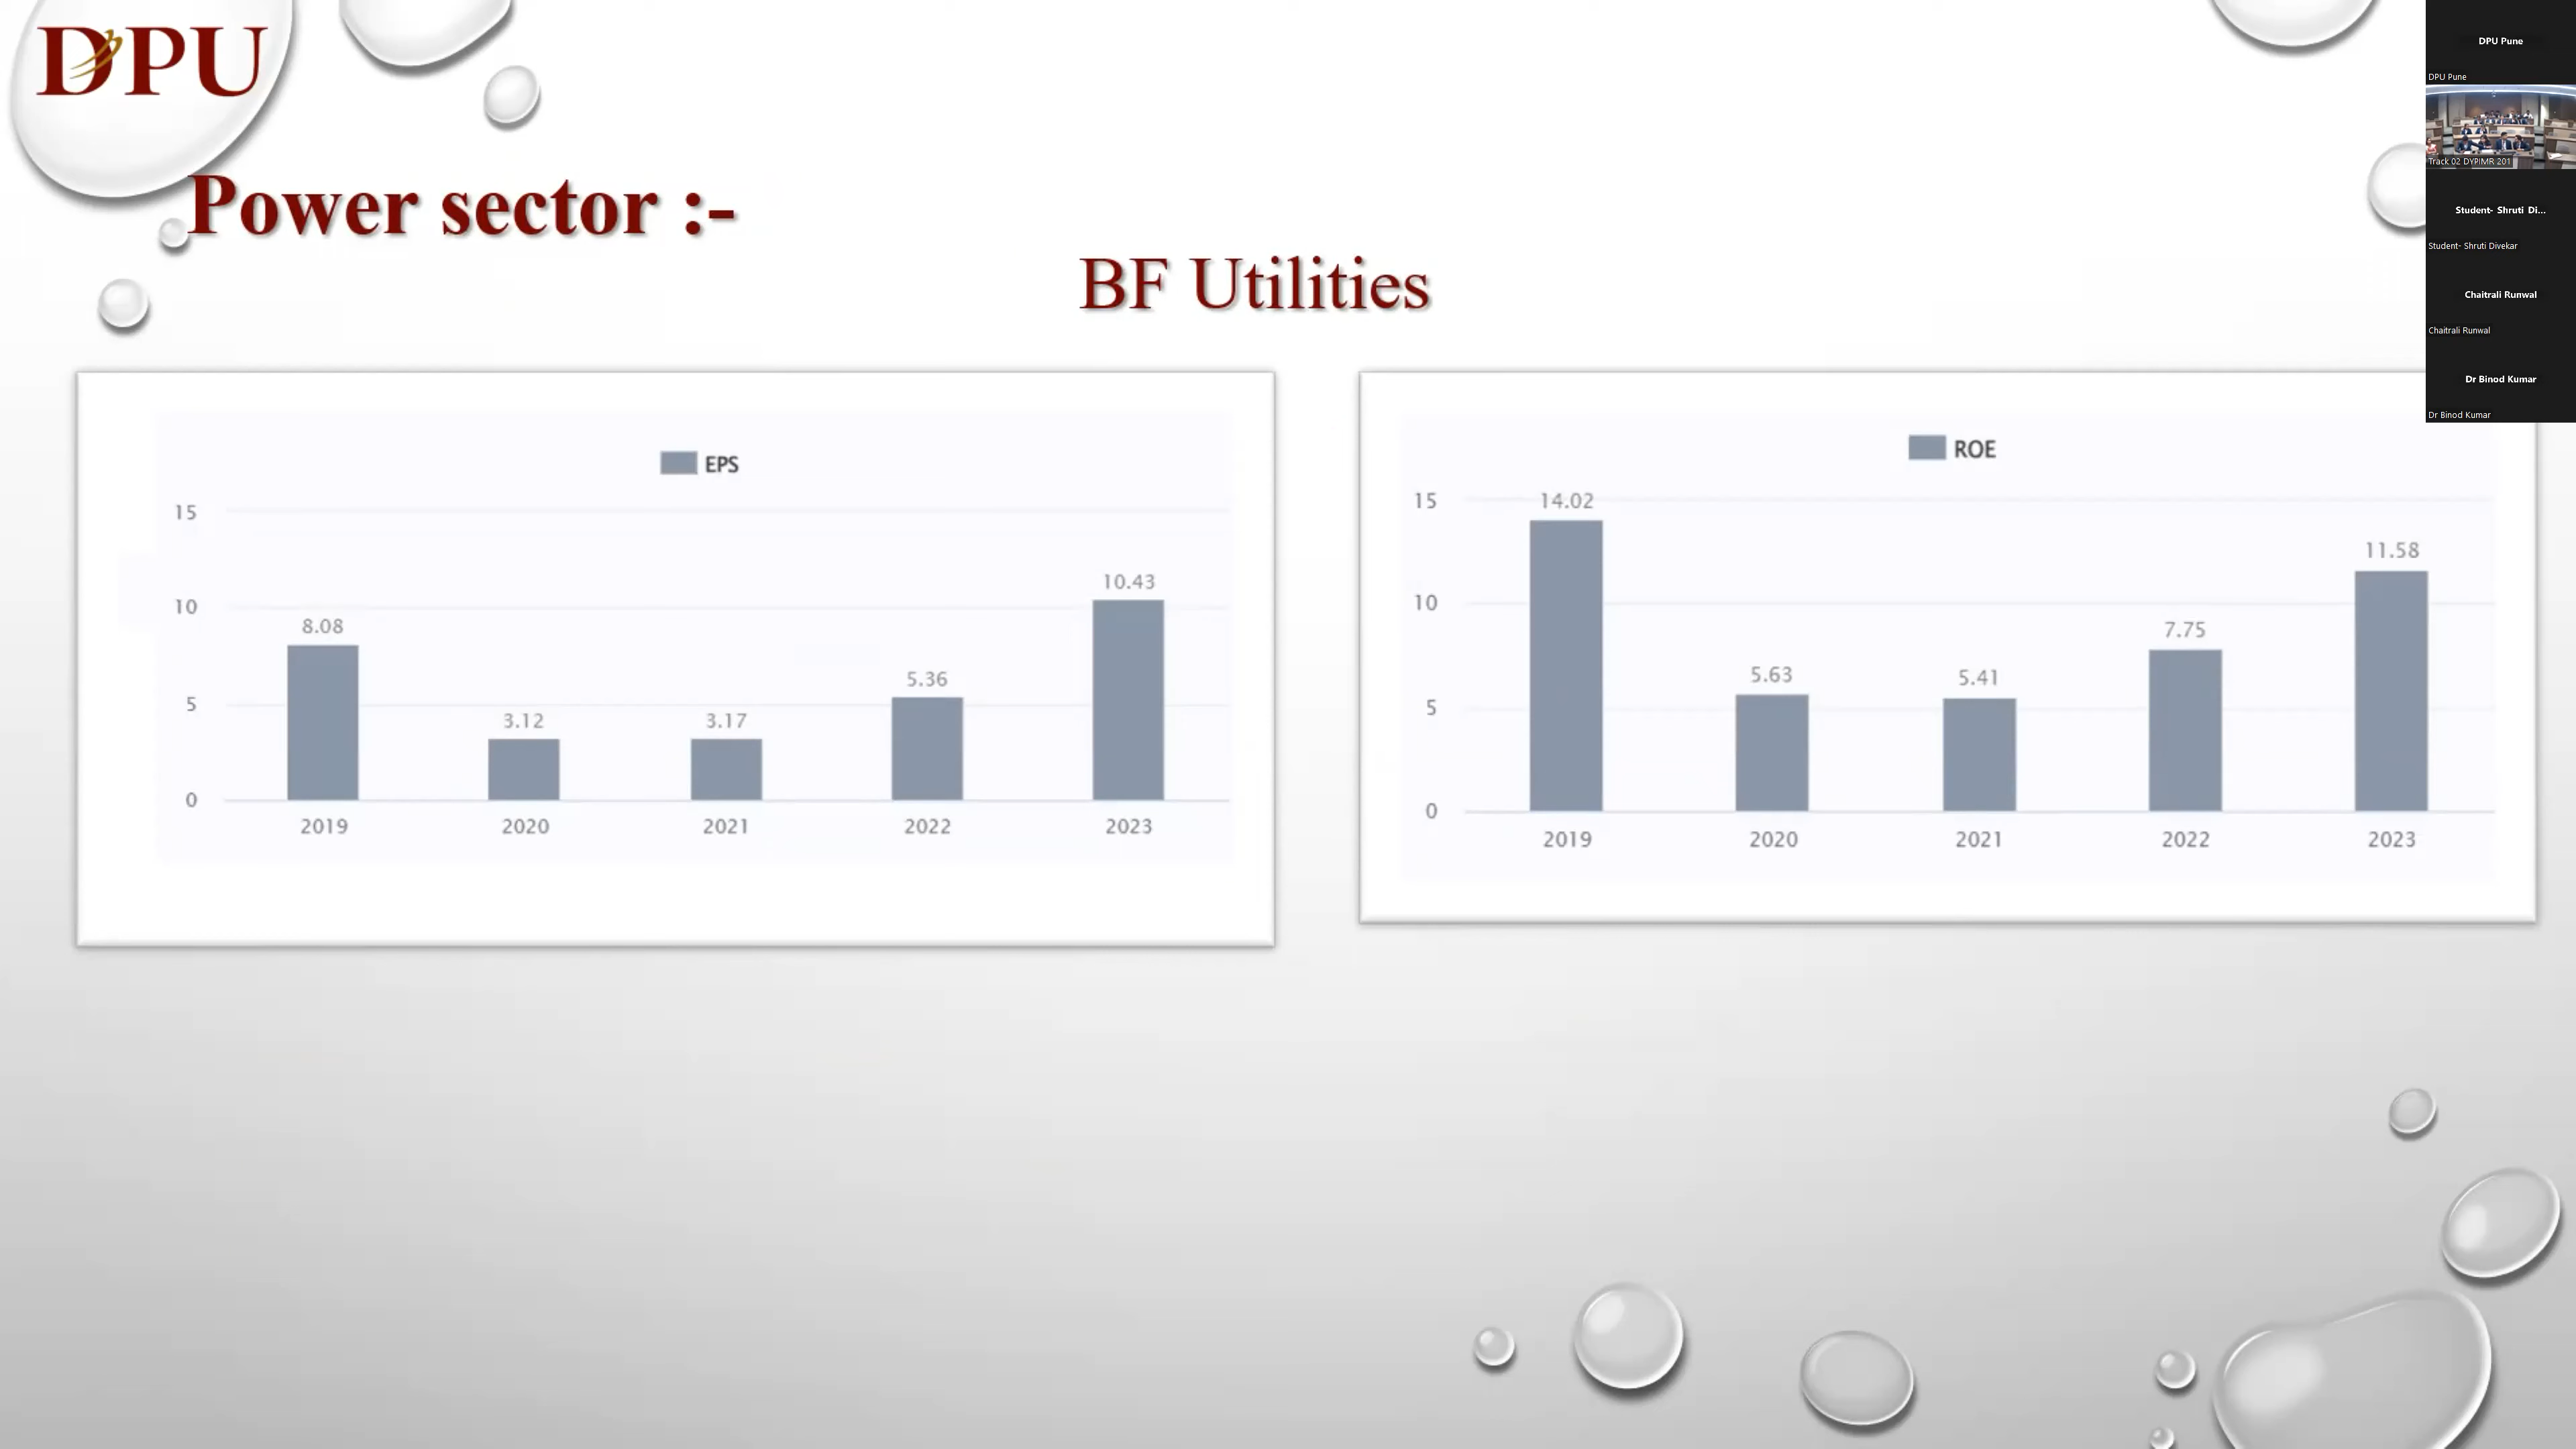 DPU
Power sector :-
BF Utilities
EPS
15
10
5
0
8.08
3.12
3.17
5.36
10.43
2019
2020
2021
2022
2023
ROE
15
10
5
0
14.02
5.63
5.41
7.75
11.58
2019
2020
2021
2022
2023
DPU Pune
DPU Pune
Track 02 DYPIMR 201
Student- Shruti Di...
Student- Shruti Divekar
Chaitrali Runwal
Chaitrali Runwal
Dr Binod Kumar
Dr Binod Kumar